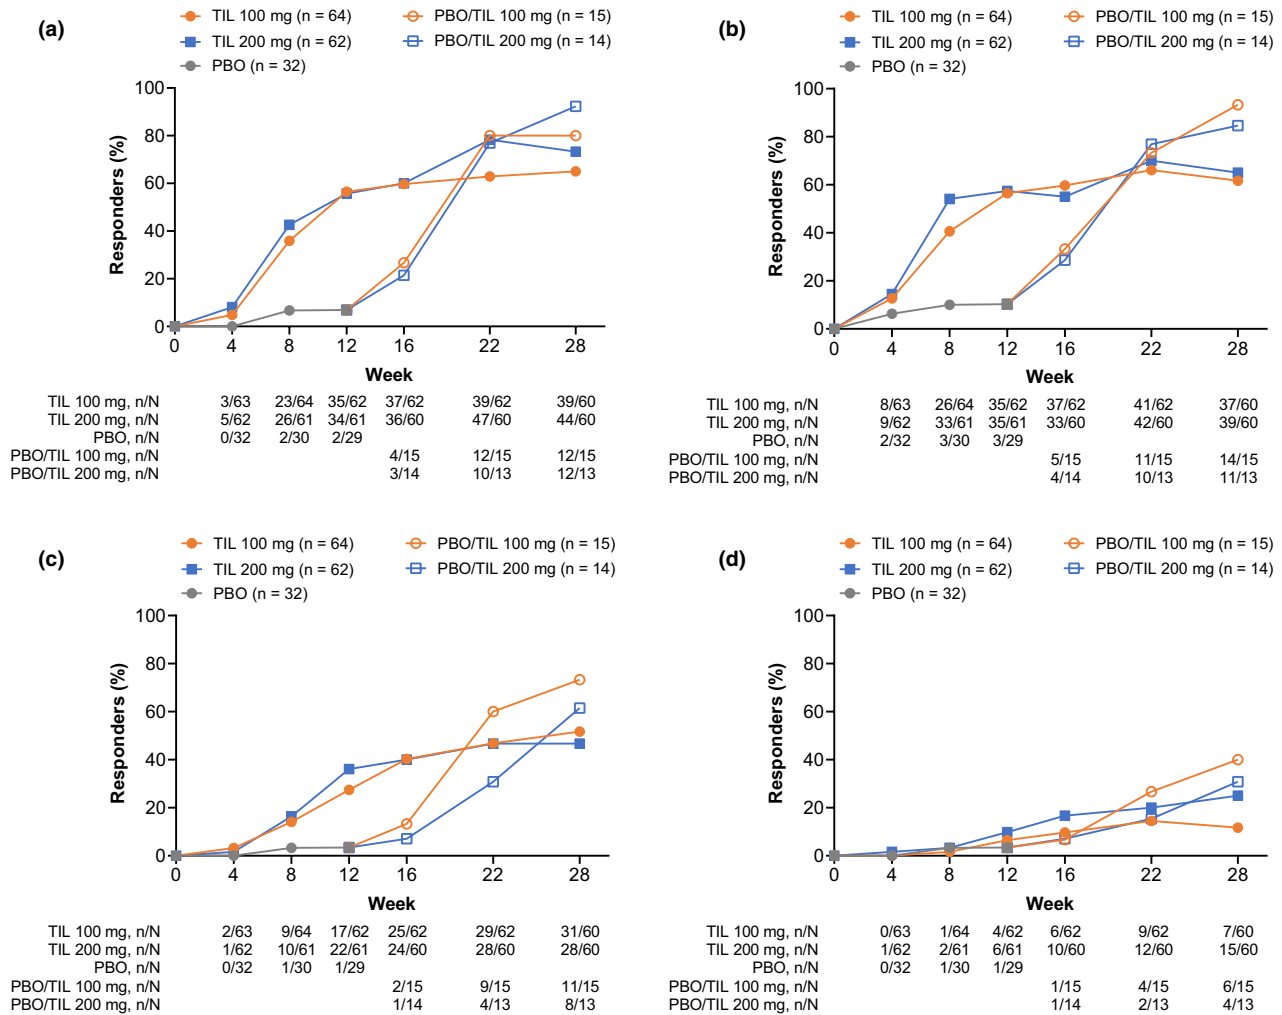 (a)
TIL 100 mg (n = 64) PBO/TIL 100 mg (n = 15)
TIL 200 mg (n = 62) PBO/TIL 200 mg (n = 14)
PBO (n = 32)
Responders (%)
100
80
60
40
20
0
0 4 8 12 16 22 28
Week
TIL 100 mg, n/N 3/63 23/64 35/62 37/62 39/62 39/60
TIL 200 mg, n/N 5/62 26/61 34/61 36/60 47/60 44/60
PBO, n/N 0/32 2/30 2/29
PBO/TIL 100 mg, n/N 4/15 12/15 12/15
PBO/TIL 200 mg, n/N 3/14 10/13 12/13
(b)
TIL 100 mg (n = 64) PBO/TIL 100 mg (n = 15)
TIL 200 mg (n = 62) PBO/TIL 200 mg (n = 14)
PBO (n = 32)
Responders (%)
100
80
60
40
20
0
0 4 8 12 16 22 28
Week
TIL 100 mg, n/N 8/63 26/64 35/62 37/62 41/62 37/60
TIL 200 mg, n/N 9/62 33/61 35/61 33/60 42/60 39/60
PBO, n/N 2/32 3/30 3/29
PBO/TIL 100 mg, n/N 5/15 11/15 14/15
PBO/TIL 200 mg, n/N 4/14 10/13 11/13
(c)
TIL 100 mg (n = 64) PBO/TIL 100 mg (n = 15)
TIL 200 mg (n = 62) PBO/TIL 200 mg (n = 14)
PBO (n = 32)
Responders (%)
100
80
60
40
20
0
0 4 8 12 16 22 28
Week
TIL 100 mg, n/N 2/63 9/64 17/62 25/62 29/62 31/60
TIL 200 mg, n/N 1/62 10/61 22/61 24/60 28/60 28/60
PBO, n/N 0/32 1/30 1/29
PBO/TIL 100 mg, n/N 2/15 9/15 11/15
PBO/TIL 200 mg, n/N 1/14 4/13 8/13
(d)
TIL 100 mg (n = 64) PBO/TIL 100 mg (n = 15)
TIL 200 mg (n = 62) PBO/TIL 200 mg (n = 14)
PBO (n = 32)
Responders (%)
100
80
60
40
20
0
0 4 8 12 16 22 28
Week
TIL 100 mg, n/N 0/63 1/64 4/62 6/62 9/62 7/60
TIL 200 mg, n/N 1/62 2/61 6/61 10/60 12/60 15/60
PBO, n/N 0/32 1/30 1/29
PBO/TIL 100 mg, n/N 1/15 4/15 6/15
PBO/TIL 200 mg, n/N 1/14 2/13 4/13